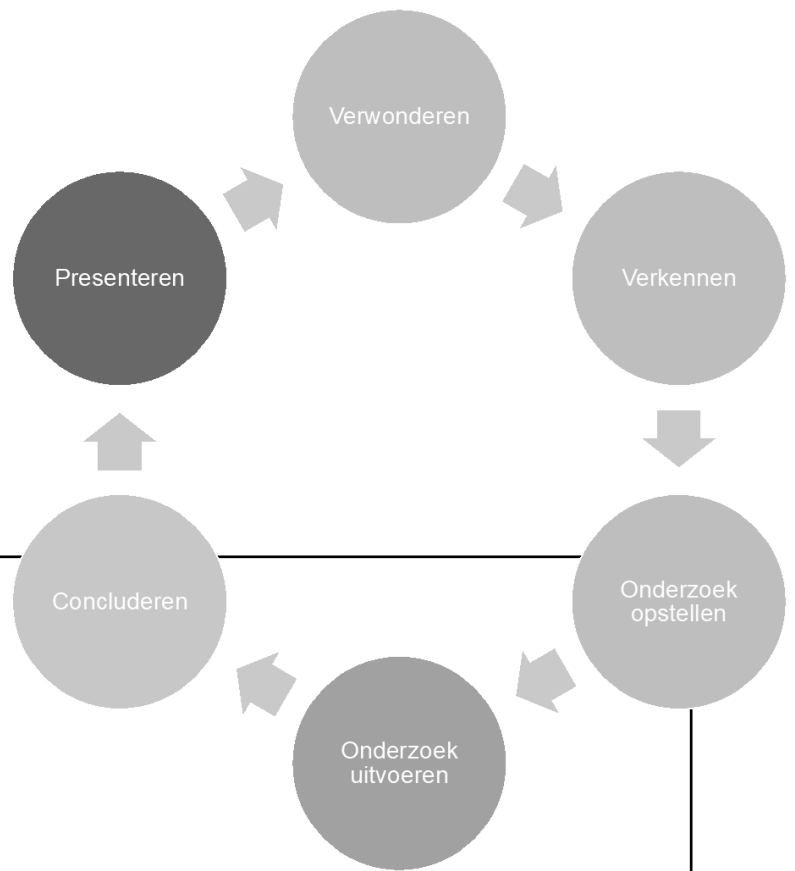 Verwonderen
Verkennen
Onderzoek
opstellen
Onderzoek
uitvoeren
Concluderen
Presenteren